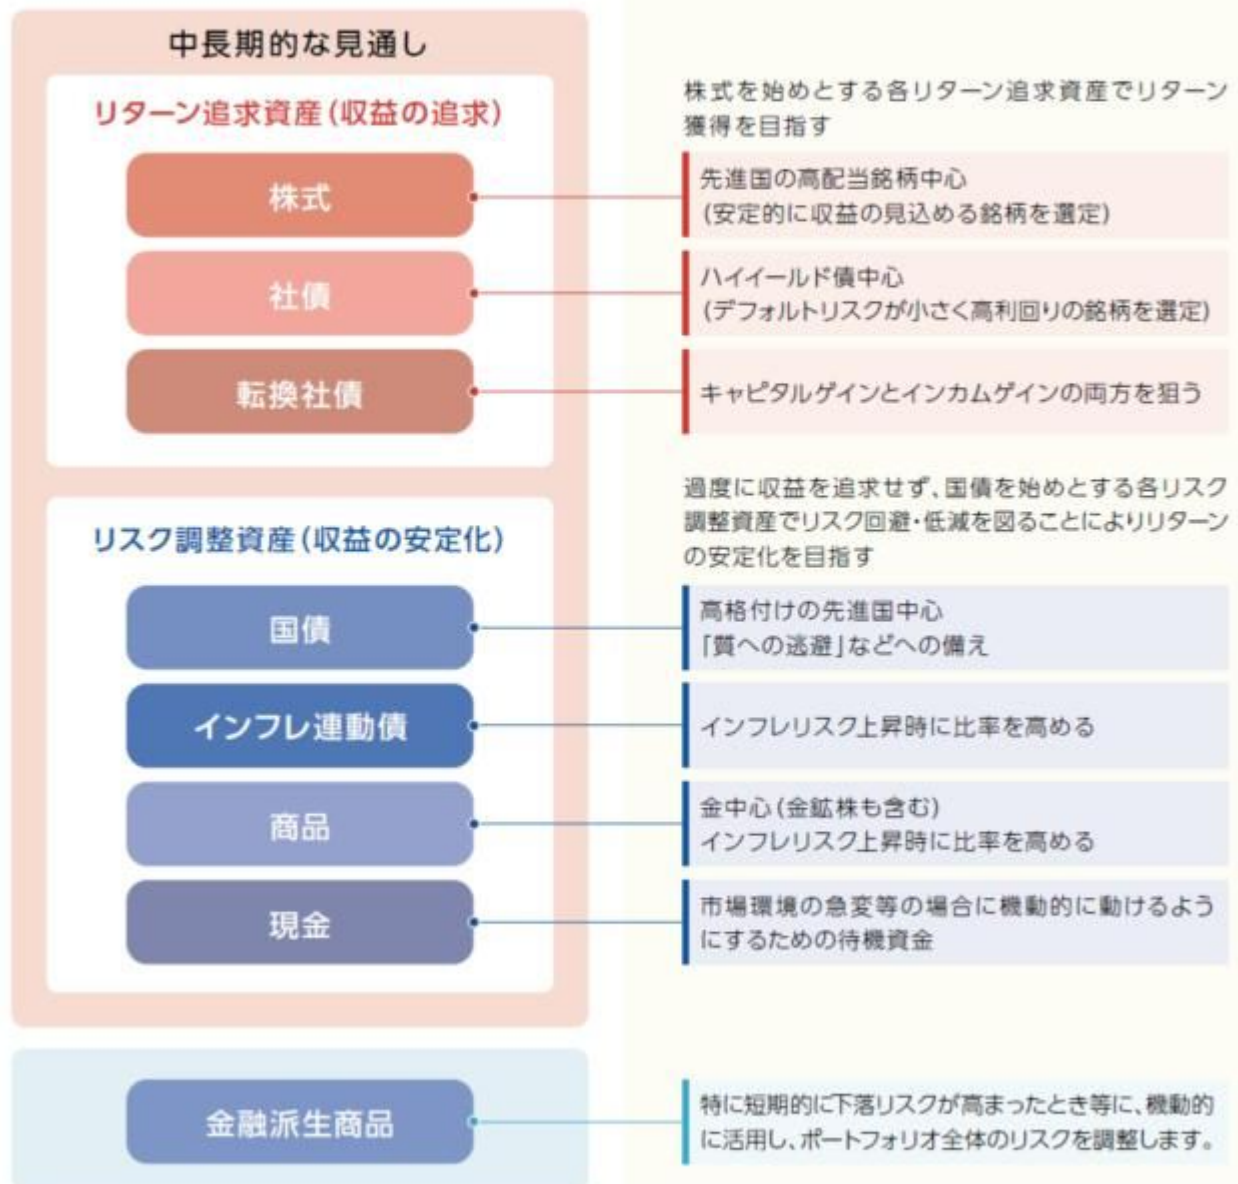 中長期的な見通し
リターン追求資産(収益の追求)
株式を始めとする各リターン追求資産でリターン
獲得を目指す
株式
先進国の高配当銘柄中心
(安定的に収益の見込める銘柄を選定)
社債
ハイイールド債中心
(デフォルトリスクが小さく高利回りの銘柄を選定)
転換社債
キャピタルゲインとインカムゲインの両方を狙う
リスク調整資産(収益の安定化)
過度に収益を追求せず、国債を始めとする各リスク
調整資産でリスク回避・低減を図ることによりリターン
の安定化を目指す
国債
高格付けの先進国中心
「質への逃避」などへの備え
インフレ連動債
インフレリスク上昇時に比率を高める
商品
金中心(金鉱株も含む)
インフレリスク上昇時に比率を高める
現金
市場環境の急変等の場合に機動的に動けるよう
にするための待機資金
金融派生商品
特に短期的に下落リスクが高まったとき等に、機動的
に活用し、ポートフォリオ全体のリスクを調整します。